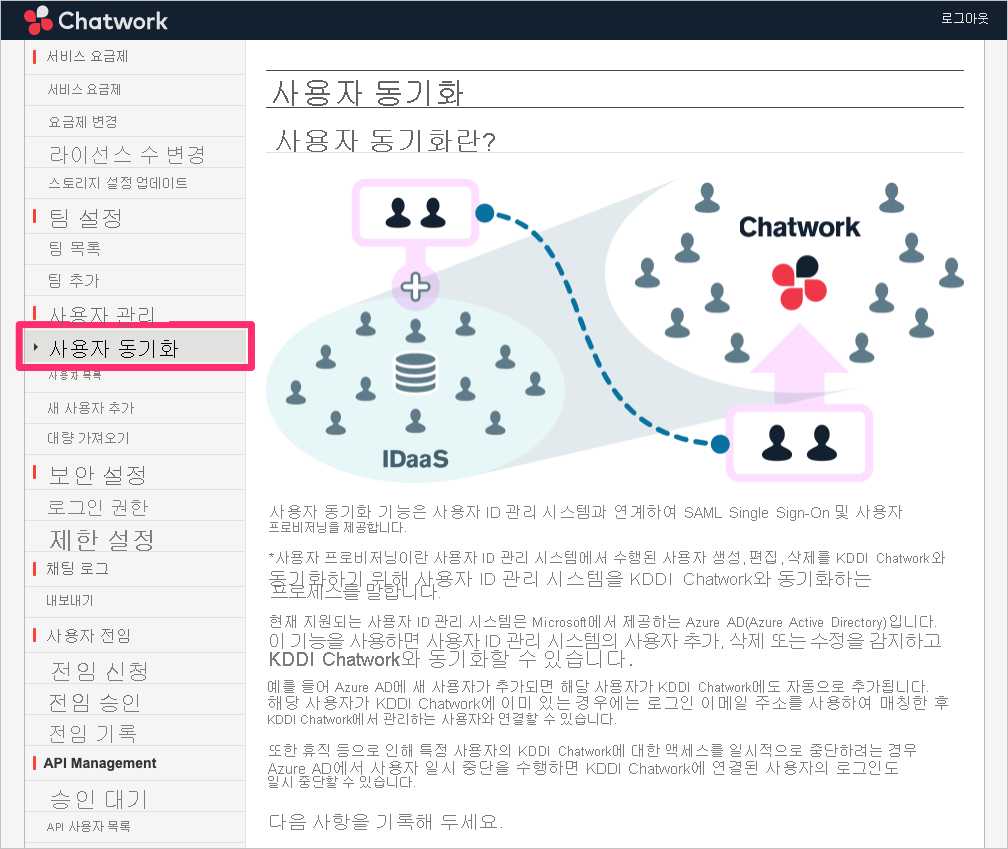 Chatwork
로그아웃
서비스 요금제
서비스 요금제
요금제 변경
라이선스 수 변경
스토리지 설정 업데이트
팀 설정
팀 목록
팀 추가
사용자 관리
사용자 동기화
사용자 목록
새 사용자 추가
대량 가져오기
보안 설정
로그인 권한
제한 설정
채팅 로그
내보내기
사용자 전임
전임 신청
전임 승인
전임 기록
API Management
승인 대기
API 사용자 목록
사용자 동기화
사용자 동기화란?
Chatwork
IDaaS
사용자 동기화 기능은 사용자 ID 관리 시스템과 연계하여 SAML Single Sign-On 및 사용자
프로비저닝을 제공합니다.
*사용자 프로비저닝이란 사용자 ID 관리 시스템에서 수행된 사용자 생성, 편집, 삭제를 KDDI Chatwork와
동기화하기 위해 사용자 ID 관리 시스템을 KDDI Chatwork와 동기화하는
프로세스를 말합니다.
현재 지원되는 사용자 ID 관리 시스템은 Microsoft에서 제공하는 Azure AD(Azure Active Directory)입니다.
이 기능을 사용하면 사용자 ID 관리 시스템의 사용자 추가, 삭제 또는 수정을 감지하고
KDDI Chatwork와 동기화할 수 있습니다.
예를 들어 Azure AD에 새 사용자가 추가되면 해당 사용자가 KDDI Chatwork에도 자동으로 추가됩니다.
해당 사용자가 KDDI Chatwork에 이미 있는 경우에는 로그인 이메일 주소를 사용하여 매칭한 후
KDDI Chatwork에서 관리하는 사용자와 연결할 수 있습니다.
또한 휴직 등으로 인해 특정 사용자의 KDDI Chatwork에 대한 액세스를 일시적으로 중단하려는 경우
Azure AD에서 사용자 일시 중단을 수행하면 KDDI Chatwork에 연결된 사용자의 로그인도
일시 중단할 수 있습니다.
다음 사항을 기록해 두세요.